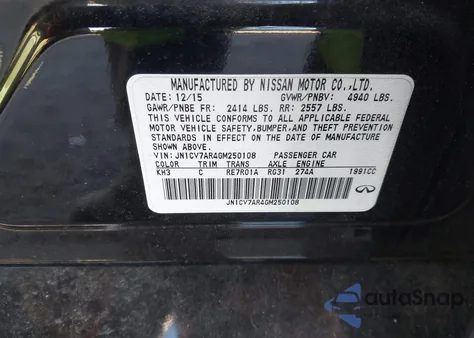 MANUFACTURED BY NISSAN MOTOR CO.,LTD.
DATE: 12/15 GVWR/PNBV: 4940 LBS.
GAWR/PNBE FR: 2414 LBS. RR: 2557 LBS.
THIS VEHICLE CONFORMS TO ALL APPLICABLE FEDERAL
MOTOR VEHICLE SAFETY, BUMPER, AND THEFT PREVENTION
STANDARDS IN EFFECT ON THE DATE OF MANUFACTURE
SHOWN ABOVE.
VIN: JN1CV7AR4GM250108 PASSENGER CAR
COLOR TRIM TRANS AXLE ENGINE
KH3 C RE7R01A RG31 274A 1991CC
JN1CV7AR4GM250108
autoSnap